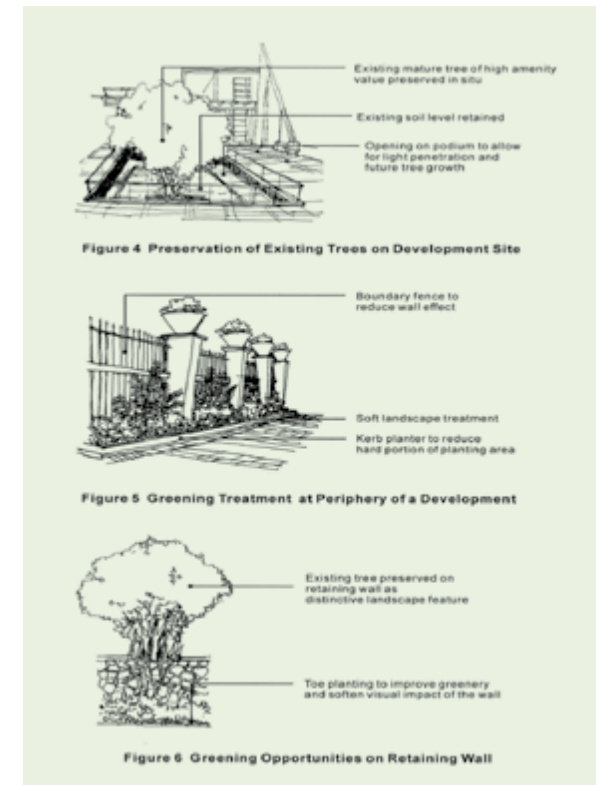 Existing mature tree of high amenity
value preserved in situ
Existing soil level retained
Opening on podium to allow
for light penetration and
future tree growth
Figure 4 Preservation of Existing Trees on Development Site
Boundary fence to
reduce wall effect
Soft landscape treatment
Kerb planter to reduce
hard portion of planting area
Figure 5 Greening Treatment at Periphery of a Development
Existing tree preserved on
retaining wall as
distinctive landscape feature
Toe planting to improve greenery
and soften visual impact of the wall
Figure 6 Greening Opportunities on Retaining Wall